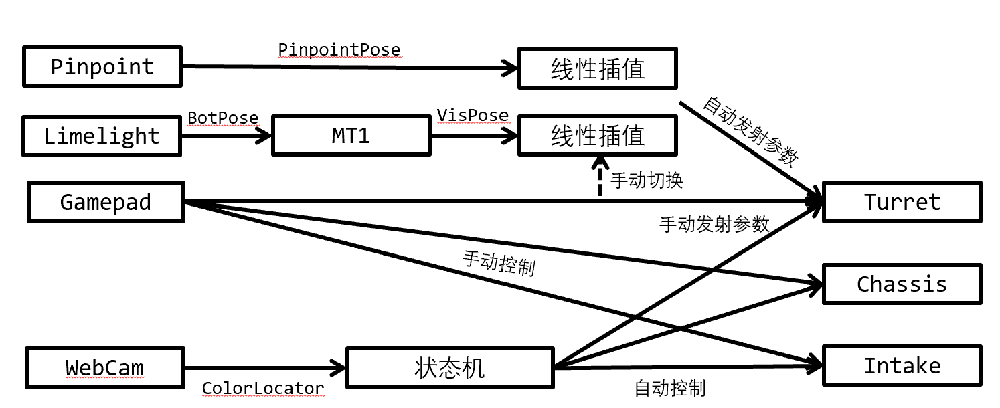 PinpointPose
Pinpoint
线性插值
自动发射参数
BotPose
VisPose
Limelight
MT1
线性插值
手动切换
Gamepad
Turret
手动发射参数
手动控制
Chassis
WebCam
状态机
Intake
ColorLocator
自动控制